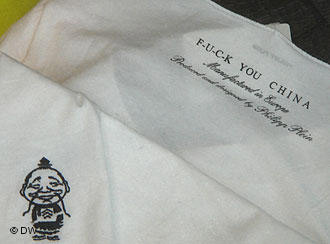 F-U-C-K YOU CHINA
Manufactured in Europe
Produced and designed by Philipp Plein
© DW